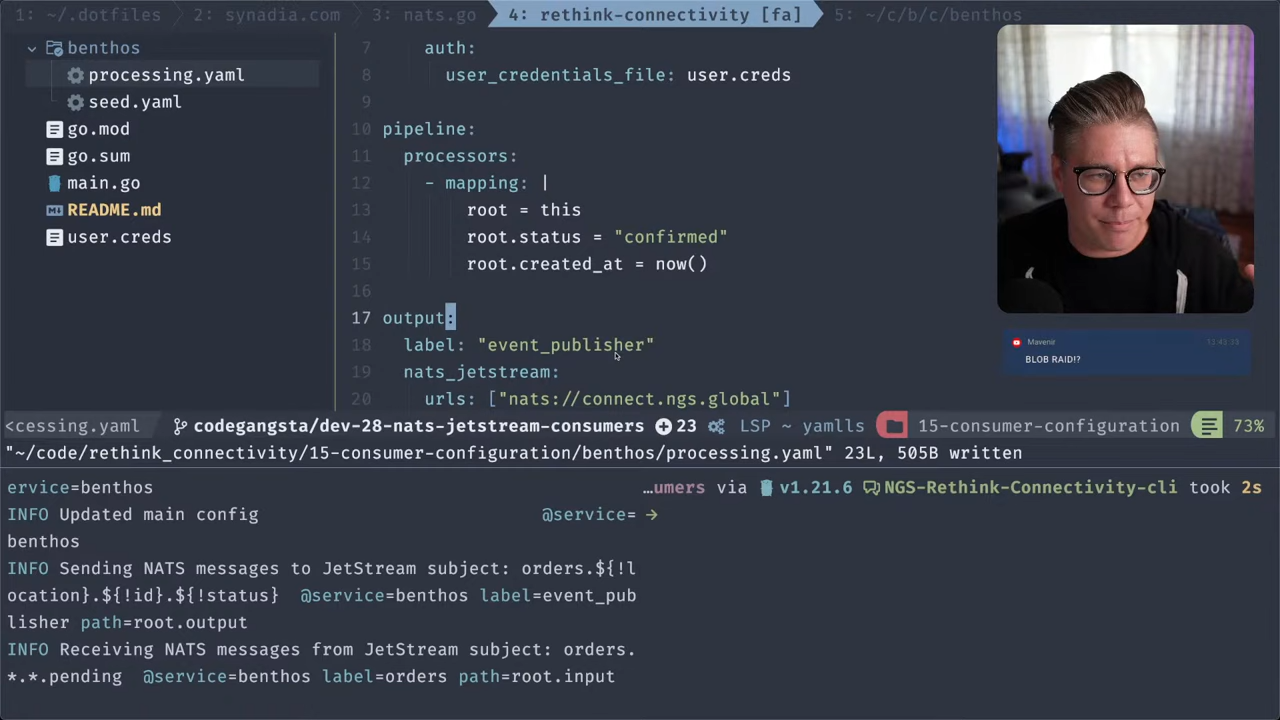 1: ~/.dotfiles 2: synadia.com 3: nats.go 4: rethink-connectivity [fa] 5: ~/c/b/c/benthos
benthos
processing.yaml
seed.yaml
go.mod
go.sum
main.go
README.md
user.creds
7 auth:
8 user_credentials_file: user.creds
9
10 pipeline:
11 processors:
12 - mapping: |
13 root = this
14 root.status = "confirmed"
15 root.created_at = now()
16
17 output:
18 label: "event_publisher"
19 nats_jetstream:
20 urls: ["nats://connect.ngs.global"]
Mavenir 13:43:33
BLOB RAID!?
<cessing.yaml codegangsta/dev-28-nats-jetstream-consumers 23 LSP ~ yamlls 15-consumer-configuration 73%
"~/code/rethink_connectivity/15-consumer-configuration/benthos/processing.yaml" 23L, 505B written
ervice=benthos
INFO Updated main config @service=
benthos
INFO Sending NATS messages to JetStream subject: orders.${!l
ocation}.${!id}.${!status} @service=benthos label=event_pub
lisher path=root.output
INFO Receiving NATS messages from JetStream subject: orders.
*.*.pending @service=benthos label=orders path=root.input
…umers via v1.21.6 NGS-Rethink-Connectivity-cli took 2s
→